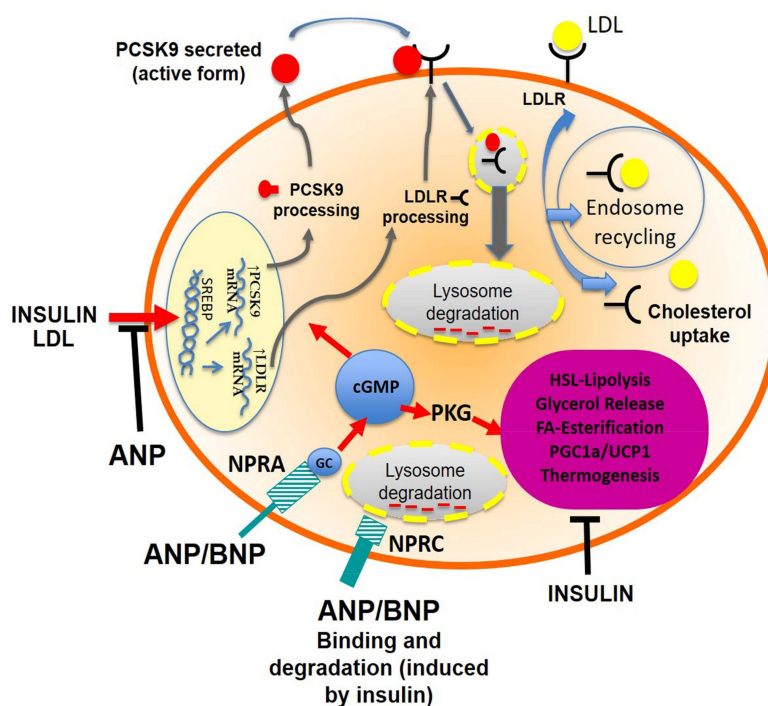 PCSK9 secreted
(active form)
LDL
LDLR
PCSK9
processing
LDLR
processing
Endosome
recycling
Cholesterol
uptake
Lysosome
degradation
INSULIN
LDL
SREBP
↑PCSK9
mRNA
↑LDLR
mRNA
ANP
cGMP
PKG
HSL-Lipolysis
Glycerol Release
FA-Esterification
PGC1a/UCP1
Thermogenesis
NPRA
GC
Lysosome
degradation
NPRC
ANP/BNP
INSULIN
ANP/BNP
Binding and
degradation (induced
by insulin)